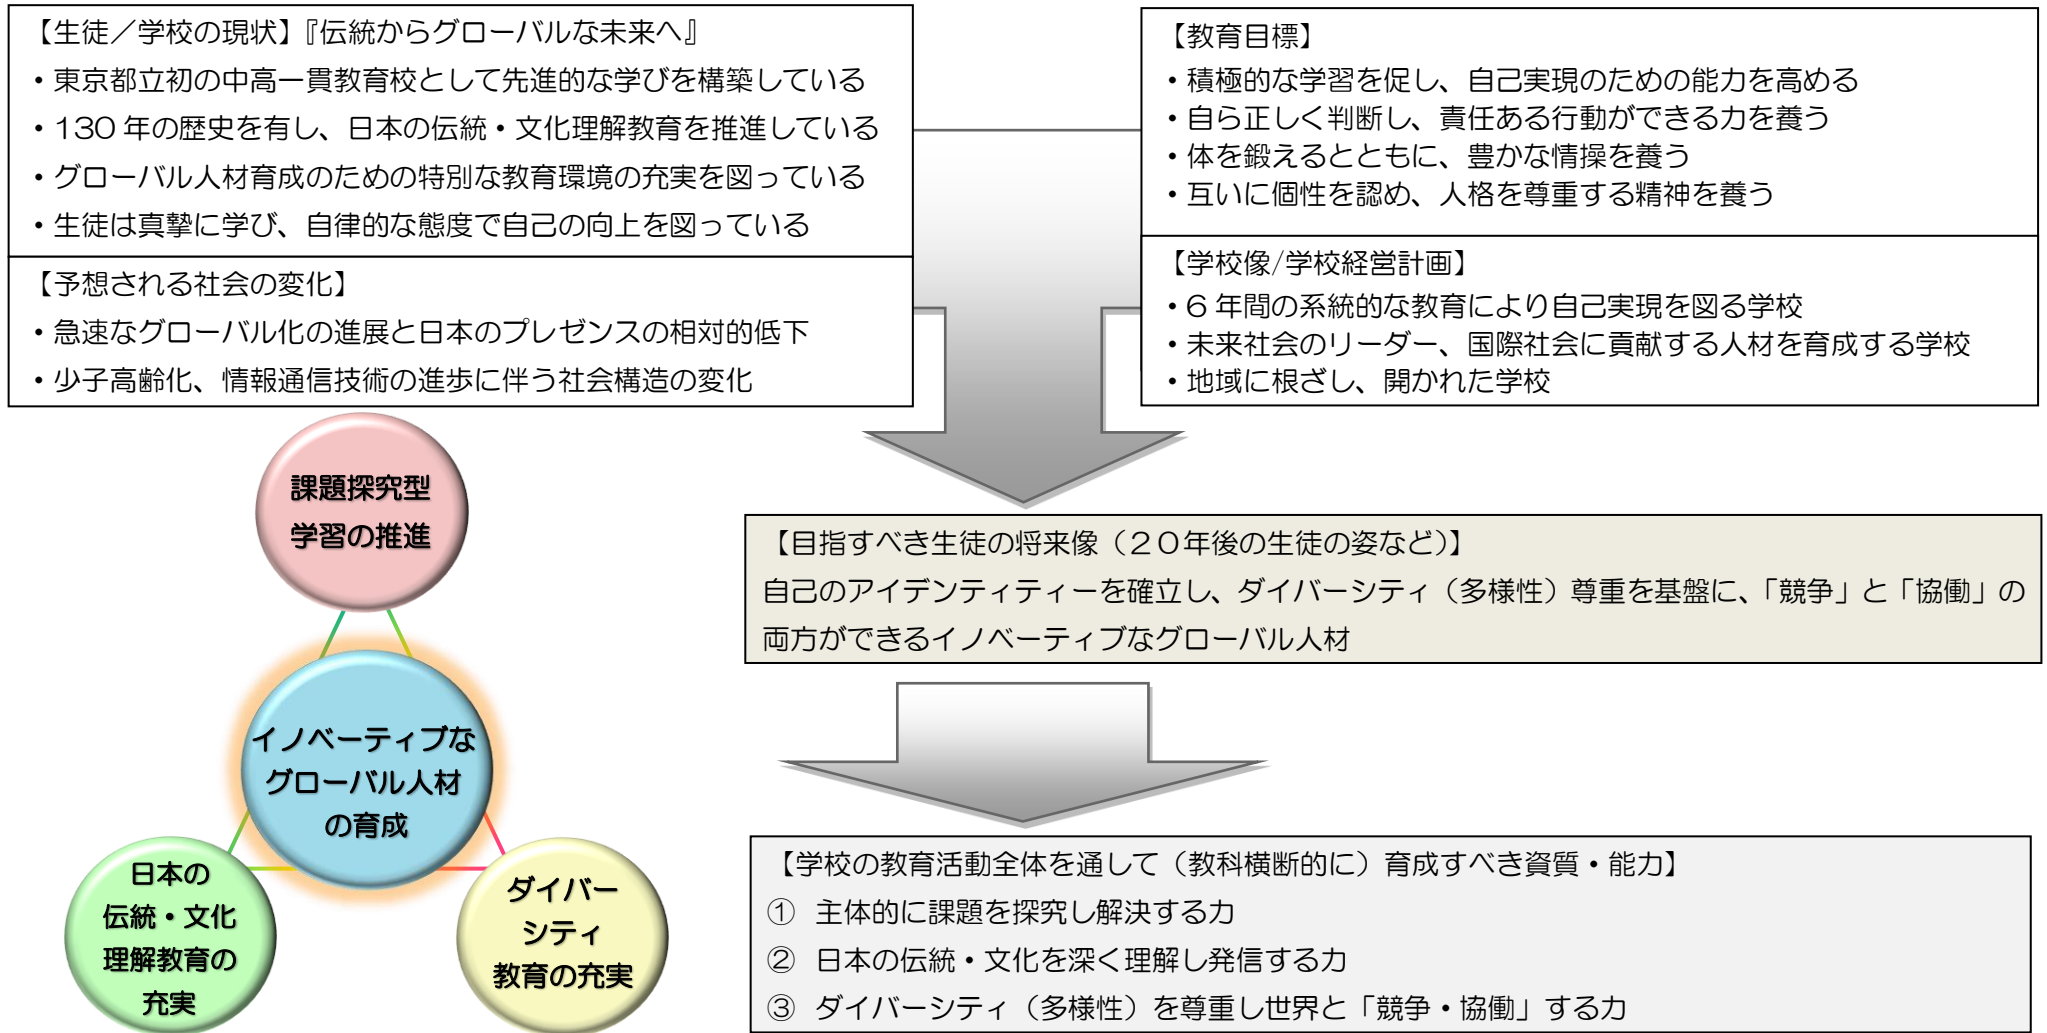 【生徒／学校の現状】『伝統からグローバルな未来へ』
・東京都立初の中高一貫教育校として先進的な学びを構築している
・130年の歴史を有し、日本の伝統・文化理解教育を推進している
・グローバル人材育成のための特別な教育環境の充実を図っている
・生徒は真摯に学び、自律的な態度で自己の向上を図っている
【予想される社会の変化】
・急速なグローバル化の進展と日本のプレゼンスの相対的低下
・少子高齢化、情報通信技術の進歩に伴う社会構造の変化
【教育目標】
・積極的な学習を促し、自己実現のための能力を高める
・自ら正しく判断し、責任ある行動ができる力を養う
・体を鍛えるとともに、豊かな情操を養う
・互いに個性を認め、人格を尊重する精神を養う
【学校像/学校経営計画】
・6年間の系統的な教育により自己実現を図る学校
・未来社会のリーダー、国際社会に貢献する人材を育成する学校
・地域に根ざし、開かれた学校
課題探究型
学習の推進
イノベーティブな
グローバル人材
の育成
日本の
伝統・文化
理解教育の
充実
ダイバー
シティ
教育の充実
【目指すべき生徒の将来像（２０年後の生徒の姿など）】
自己のアイデンティティーを確立し、ダイバーシティ（多様性）尊重を基盤に、「競争」と「協働」の
両方ができるイノベーティブなグローバル人材
【学校の教育活動全体を通して（教科横断的に）育成すべき資質・能力】
① 主体的に課題を探究し解決する力
② 日本の伝統・文化を深く理解し発信する力
③ ダイバーシティ（多様性）を尊重し世界と「競争・協働」する力